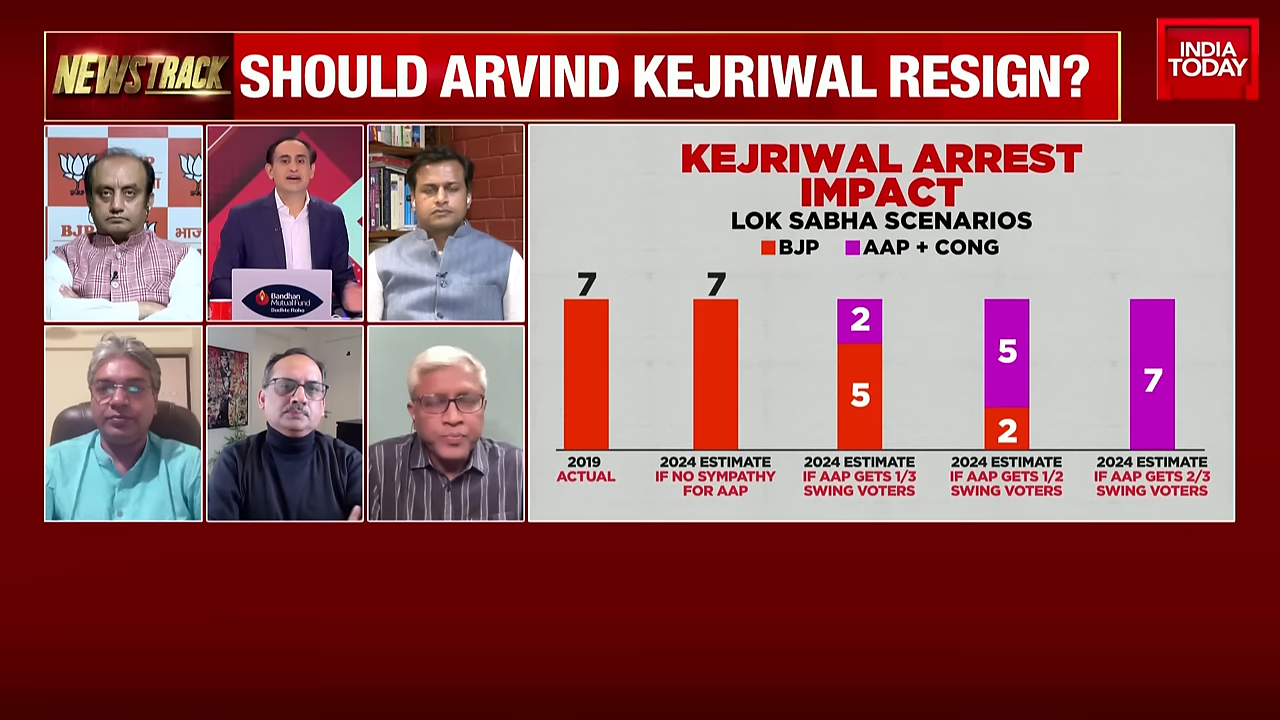 NEWSTRACK
SHOULD ARVIND KEJRIWAL RESIGN?
INDIA
TODAY
BJP
Bandhan
Mutual Fund
KEJRIWAL ARREST
IMPACT
LOK SABHA SCENARIOS
BJP
AAP + CONG
7
7
2
5
5
2
7
2019
ACTUAL
2024 ESTIMATE
IF NO SYMPATHY
FOR AAP
2024 ESTIMATE
IF AAP GETS 1/3
SWING VOTERS
2024 ESTIMATE
IF AAP GETS 1/2
SWING VOTERS
2024 ESTIMATE
IF AAP GETS 2/3
SWING VOTERS